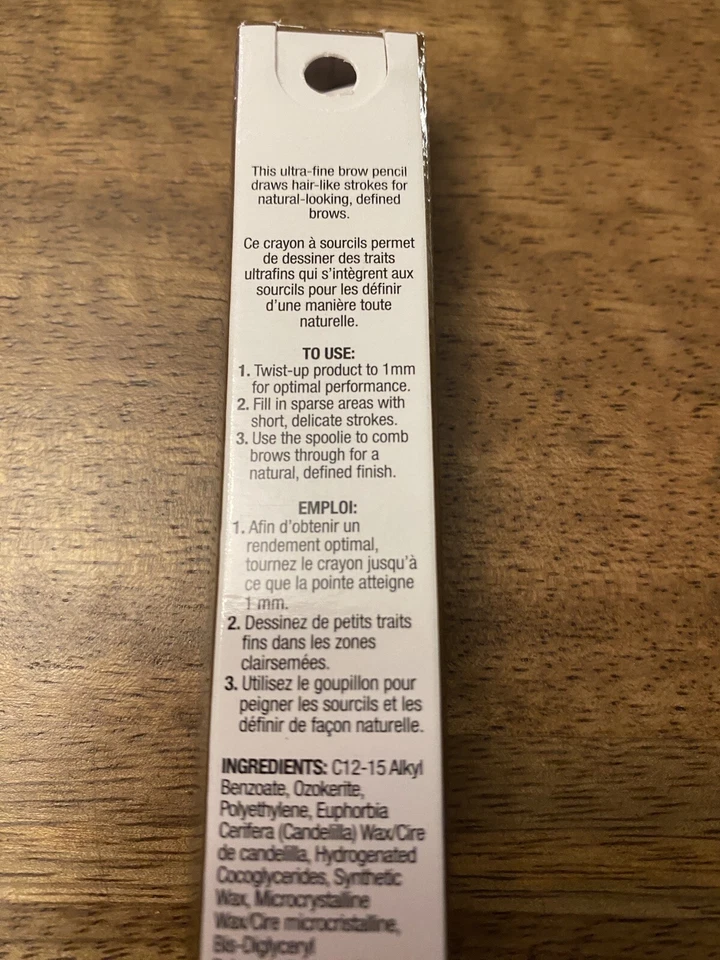 This ultra-fine brow pencil
draws hair-like strokes for
natural-looking, defined
brows.
Ce crayon à sourcils permet
de dessiner des traits
ultrafins qui s'intègrent aux
sourcils pour les définir
d'une manière toute
naturelle.
TO USE:
1. Twist-up product to 1mm
for optimal performance.
2. Fill in sparse areas with
short, delicate strokes.
3. Use the spoolie to comb
brows through for a
natural, defined finish.
EMPLOI:
1. Afin d'obtenir un
rendement optimal,
tournez le crayon jusqu'à
ce que la pointe atteigne
1 mm.
2. Dessinez de petits traits
fins dans les zones
clairsemées.
3. Utilisez le goupillon pour
peigner les sourcils et les
définir de façon naturelle.
INGREDIENTS: C12-15 Alkyl
Benzoate, Ozokerite,
Polyethylene, Euphorbia
Cerifera (Candelilla) Wax/Cire
de candelilla, Hydrogenated
Cocoglycerides, Synthetic
Wax, Microcrystalline
Wax/Cire microcristalline,
Bis-Diglyceryl